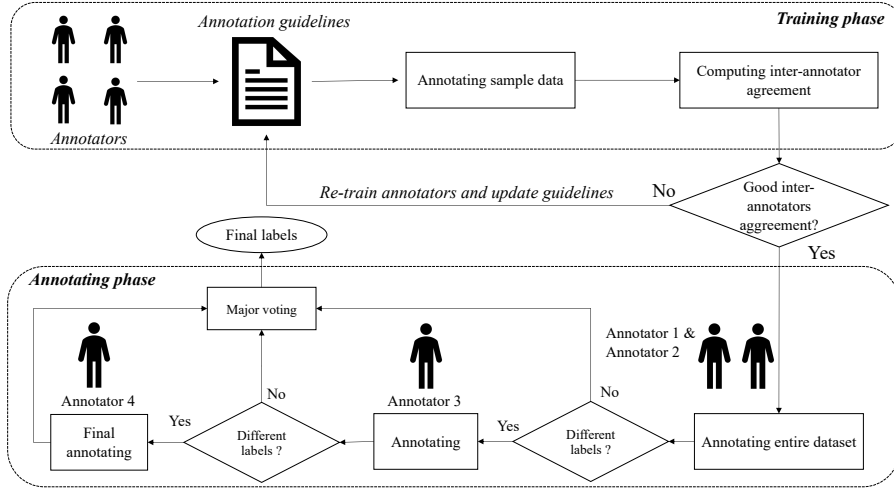 Annotation guidelines
Training phase
Annotators
Annotating sample data
Computing inter-annotator
agreement
Re-train annotators and update guidelines
No
Good inter-
annotators
aggreement?
Yes
Final labels
Annotating phase
Major voting
Annotator 1 &
Annotator 2
Annotator 4
Annotator 3
No
No
Final
annotating
Yes
Different
labels ?
Annotating
Yes
Different
labels ?
Annotating entire dataset